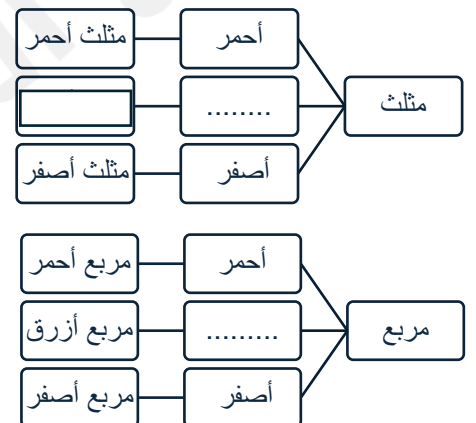 أحمر مثلث أحمر
........
مثلث
أصفر مثلث أصفر
أحمر مربع أحمر
مربع ......... مربع أزرق
أصفر مربع أصفر